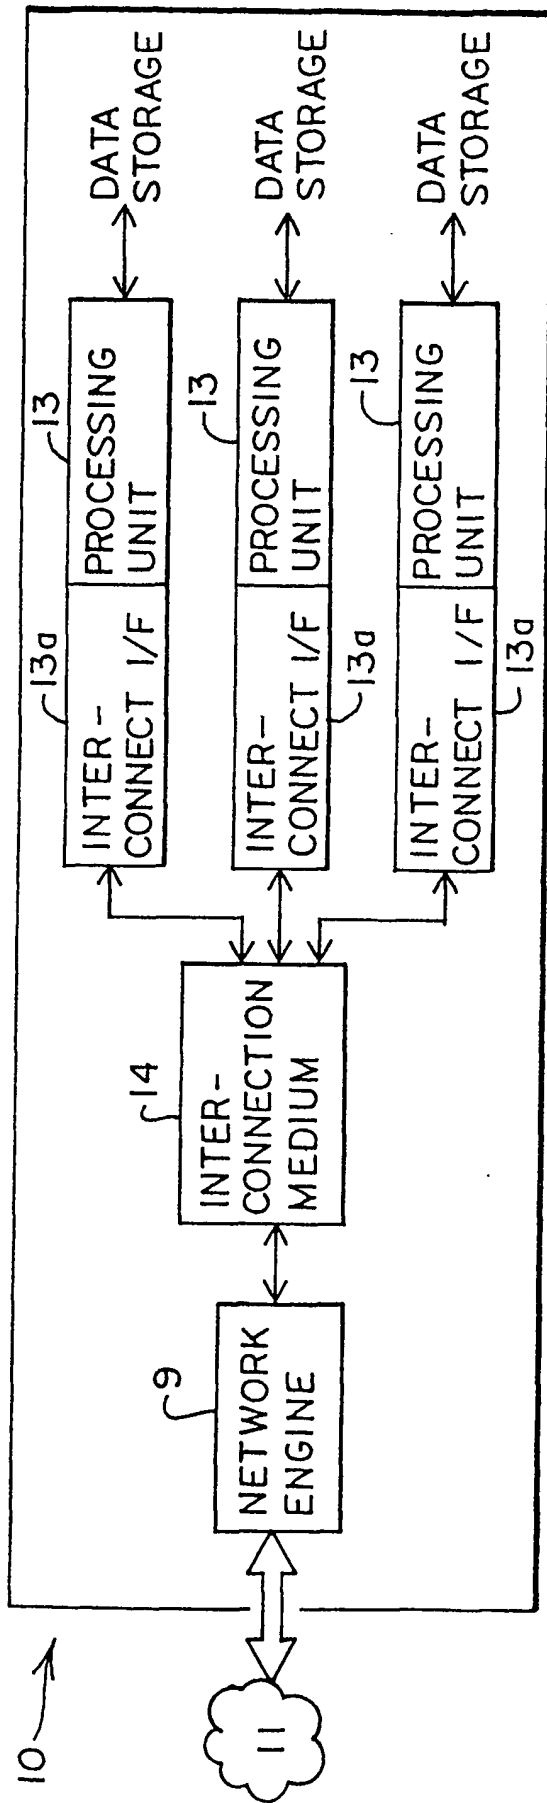 10
11
9
NETWORK
ENGINE
14
INTER-
CONNECTION
MEDIUM
13a
INTER-
CONNECT I/F
13
PROCESSING
UNIT
DATA
STORAGE
INTER-
CONNECT I/F
13a
13
PROCESSING
UNIT
DATA
STORAGE
INTER-
CONNECT I/F
13a
13
PROCESSING
UNIT
DATA
STORAGE